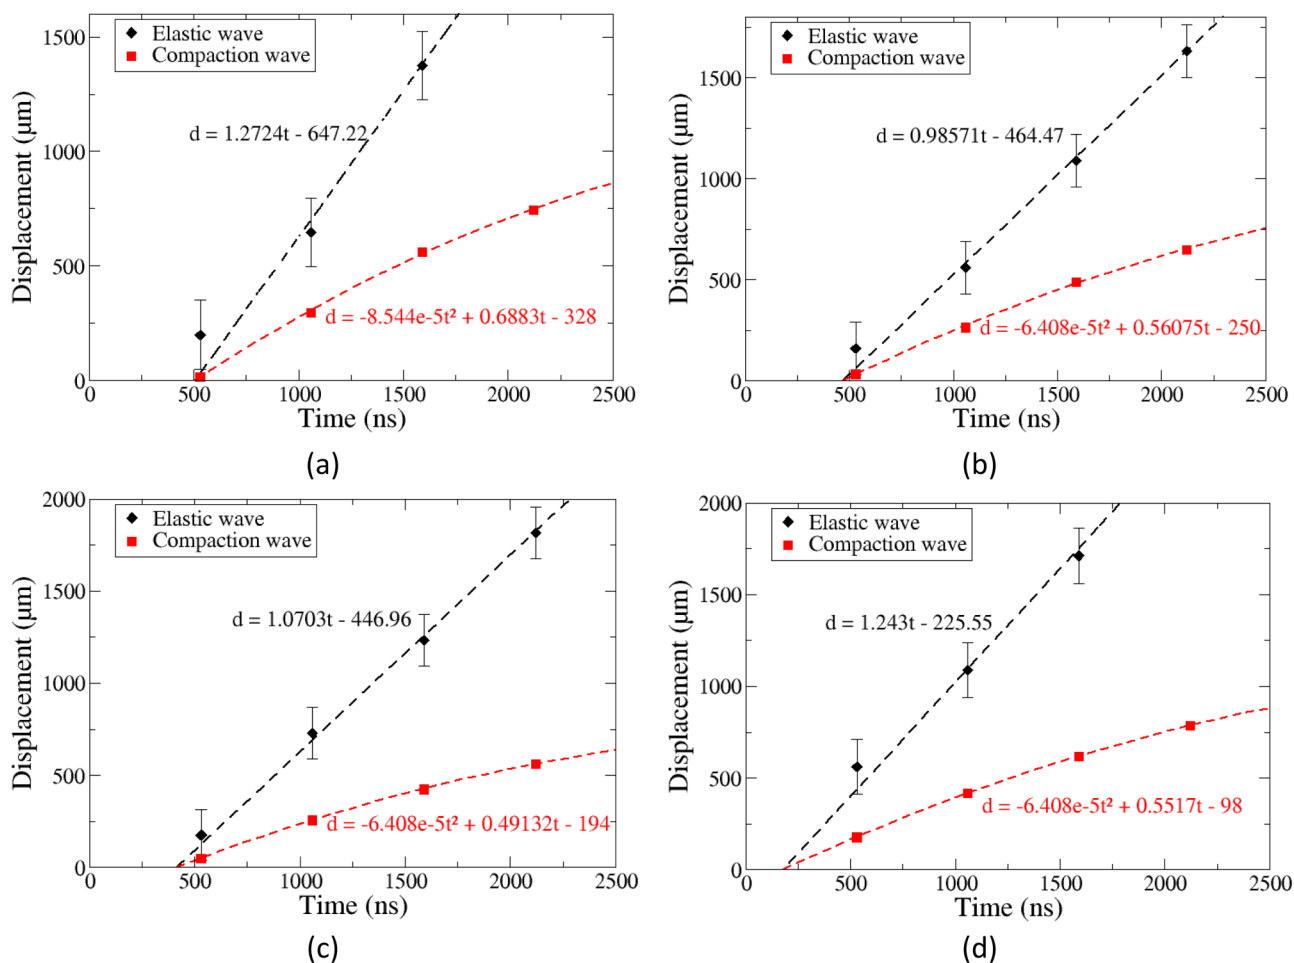 1500
1000
500
0
Displacement (μm)
Elastic wave
Compaction wave
d = 1.2724t - 647.22
d = -8.544e-5t² + 0.6883t - 328
0 500 1000 1500 2000 2500
Time (ns)
(a)
1500
1000
500
0
Displacement (μm)
Elastic wave
Compaction wave
d = 0.98571t - 464.47
d = -6.408e-5t² + 0.56075t - 250
0 500 1000 1500 2000 2500
Time (ns)
(b)
2000
1500
1000
500
0
Displacement (μm)
Elastic wave
Compaction wave
d = 1.0703t - 446.96
d = -6.408e-5t² + 0.49132t - 194
0 500 1000 1500 2000 2500
Time (ns)
(c)
2000
1500
1000
500
0
Displacement (μm)
Elastic wave
Compaction wave
d = 1.243t - 225.55
d = -6.408e-5t² + 0.5517t - 98
0 500 1000 1500 2000 2500
Time (ns)
(d)